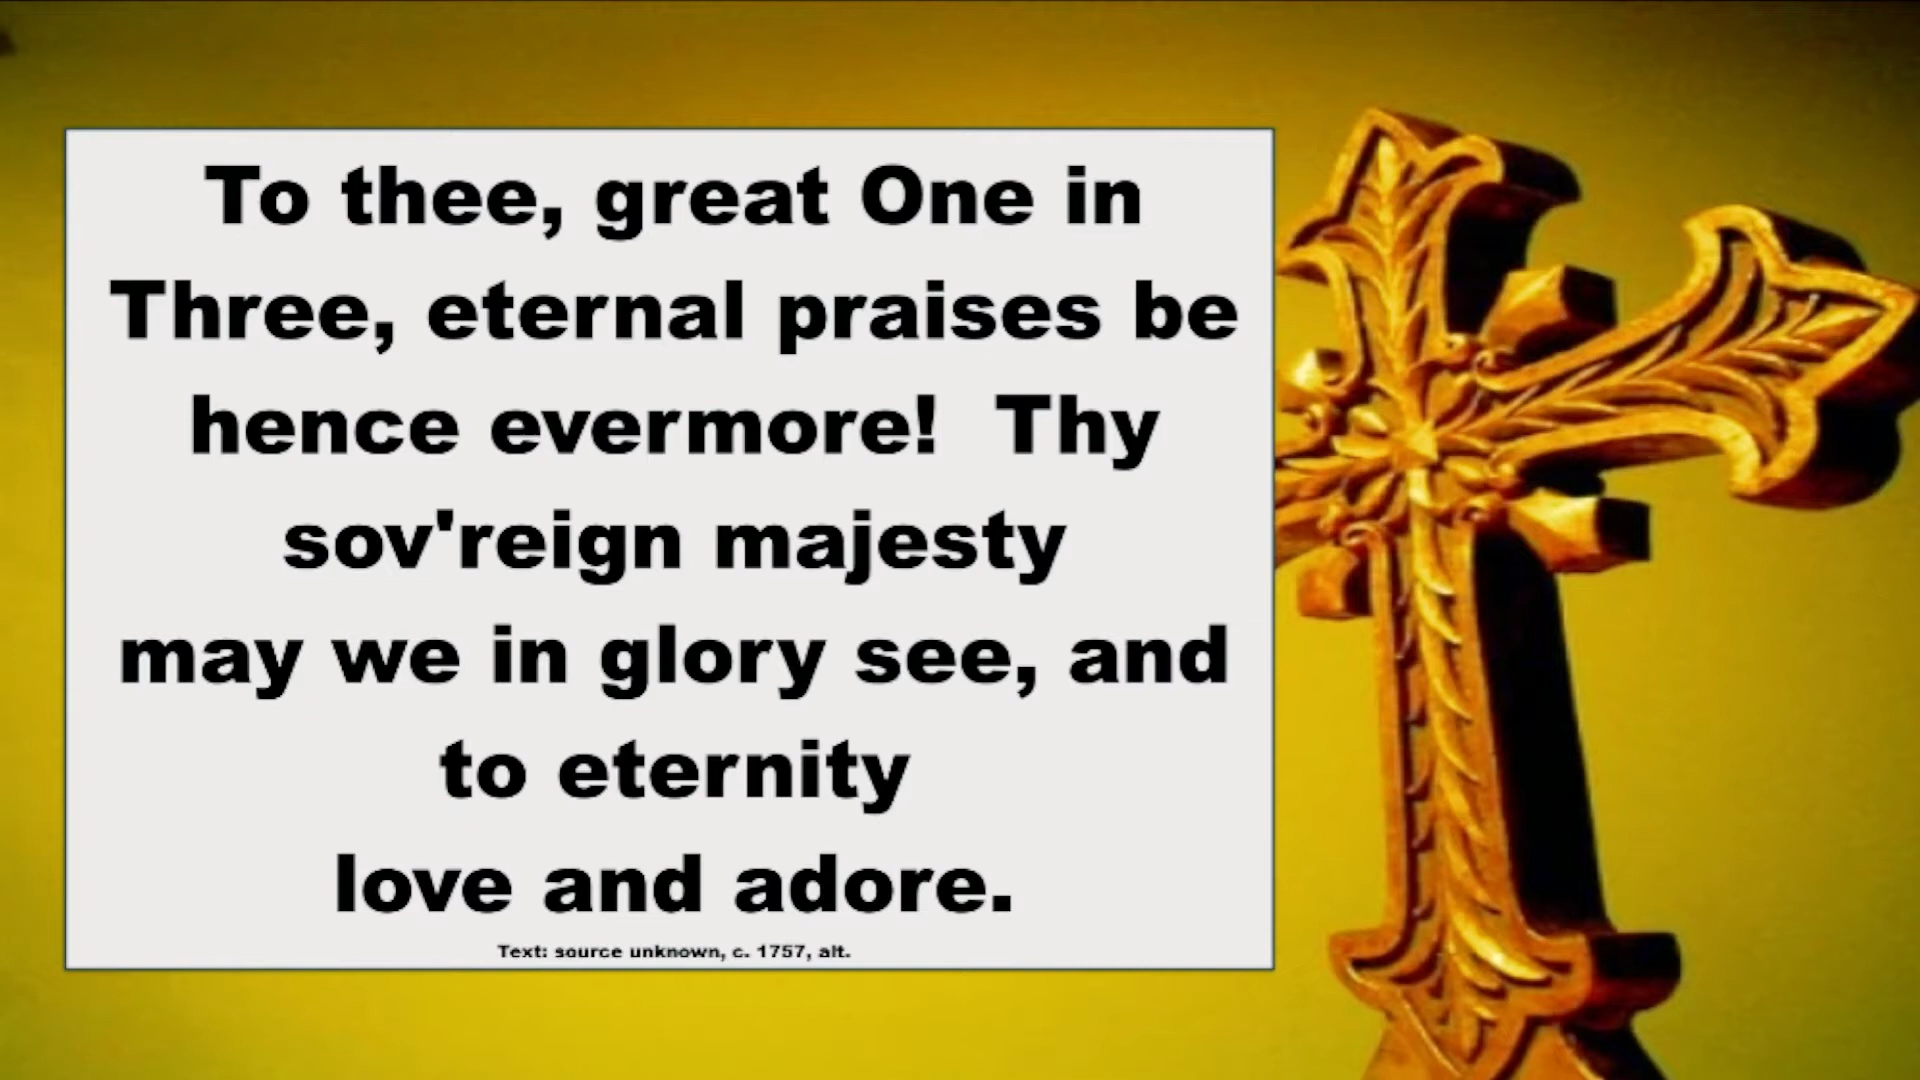 To thee, great One in
Three, eternal praises be
hence evermore!  Thy
sov'reign majesty
may we in glory see, and
to eternity
love and adore.
Text: source unknown, c. 1757, alt.